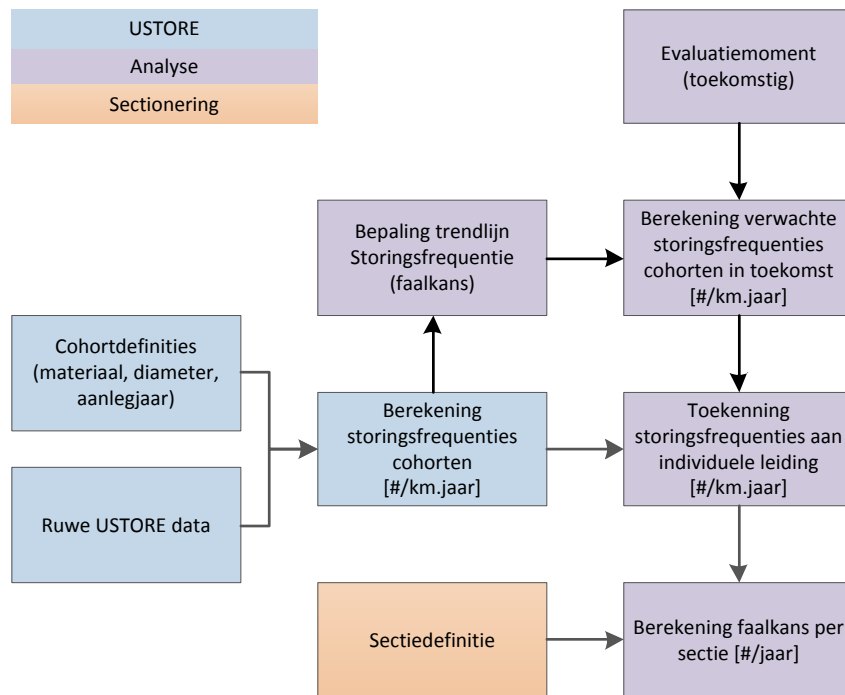 USTORE
Analyse
Sectionering
Evaluatiemoment
(toekomstig)
Bepaling trendlijn
Storingsfrequentie
(faalkans)
Berekening verwachte
storingsfrequenties
cohorten in toekomst
[#/km.jaar]
Cohortdefinities
(materiaal, diameter,
aanlegjaar)
Berekening
storingsfrequenties
cohorten
[#/km.jaar]
Toekenning
storingsfrequenties aan
individuele leiding
[#/km.jaar]
Ruwe USTORE data
Sectiedefinitie
Berekening faalkans per
sectie [#/jaar]